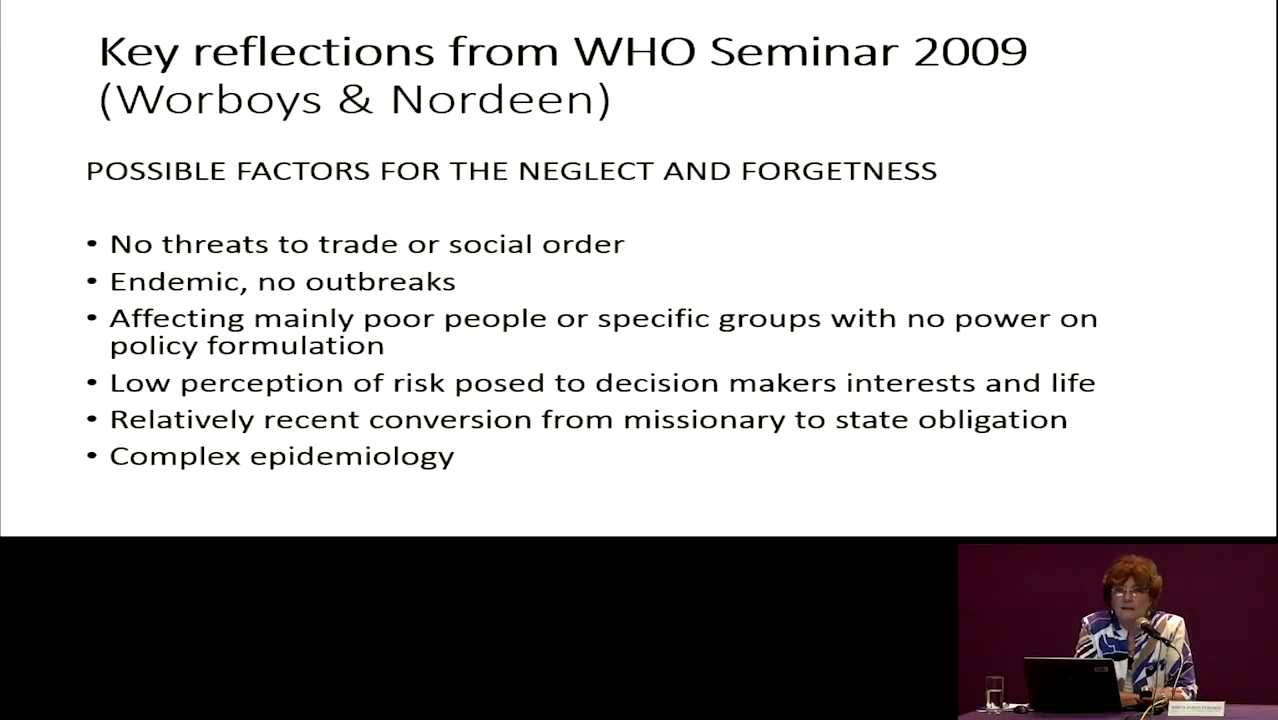 Key reflections from WHO Seminar 2009
(Worboys & Nordeen)
POSSIBLE FACTORS FOR THE NEGLECT AND FORGETNESS
• No threats to trade or social order
• Endemic, no outbreaks
• Affecting mainly poor people or specific groups with no power on
policy formulation
• Low perception of risk posed to decision makers interests and life
• Relatively recent conversion from missionary to state obligation
• Complex epidemiology